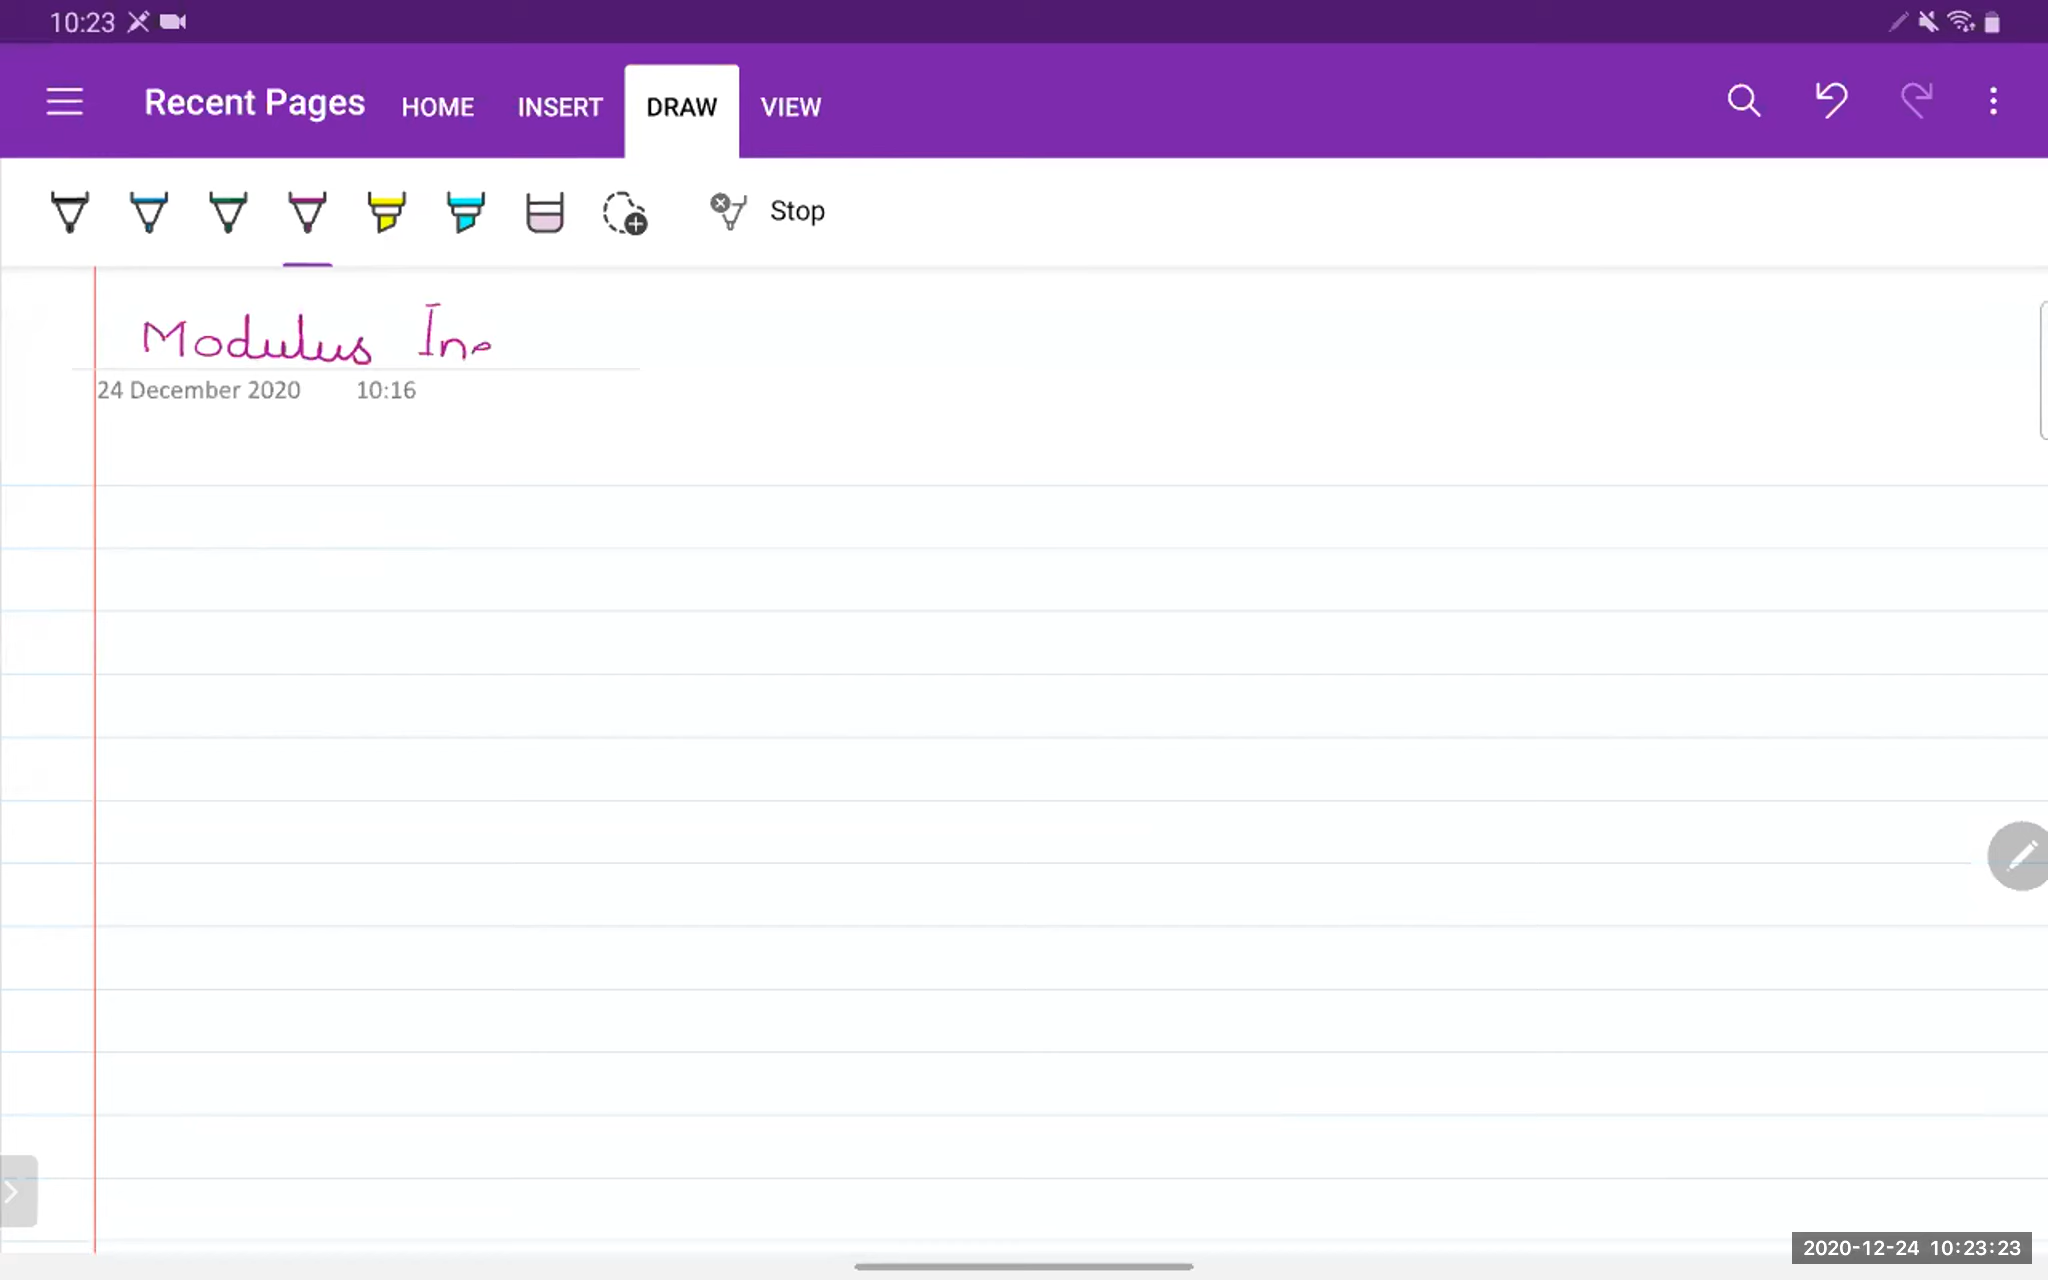 10:23
Recent Pages HOME INSERT DRAW VIEW
Stop
Modulus Ine
24 December 2020 10:16
2020-12-24 10:23:23